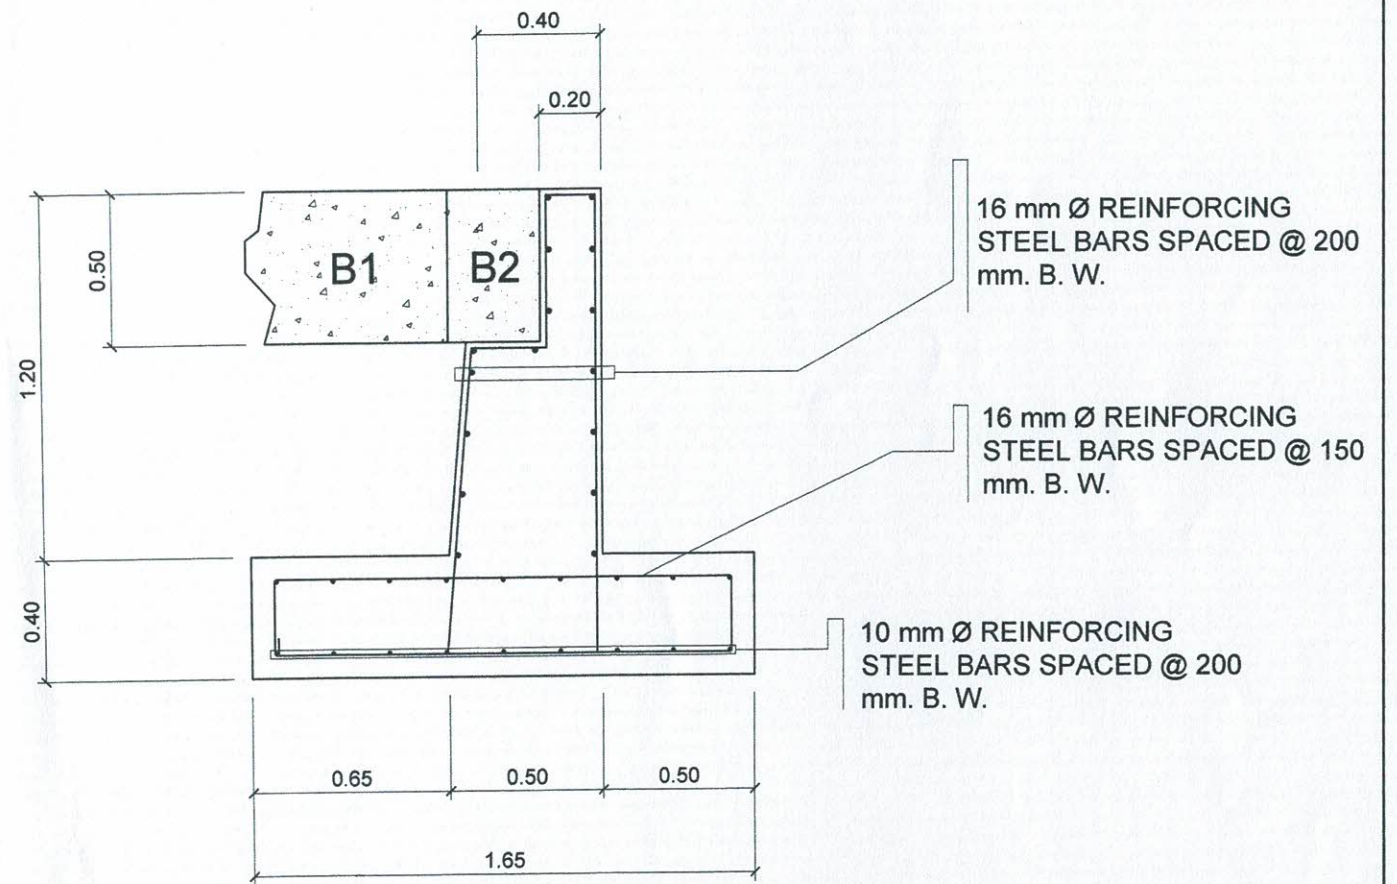 0.40
0.20
0.50
1.20
0.40
B1
B2
16 mm Ø REINFORCING
STEEL BARS SPACED @ 200
mm. B. W.
16 mm Ø REINFORCING
STEEL BARS SPACED @ 150
mm. B. W.
10 mm Ø REINFORCING
STEEL BARS SPACED @ 200
mm. B. W.
0.65
0.50
0.50
1.65